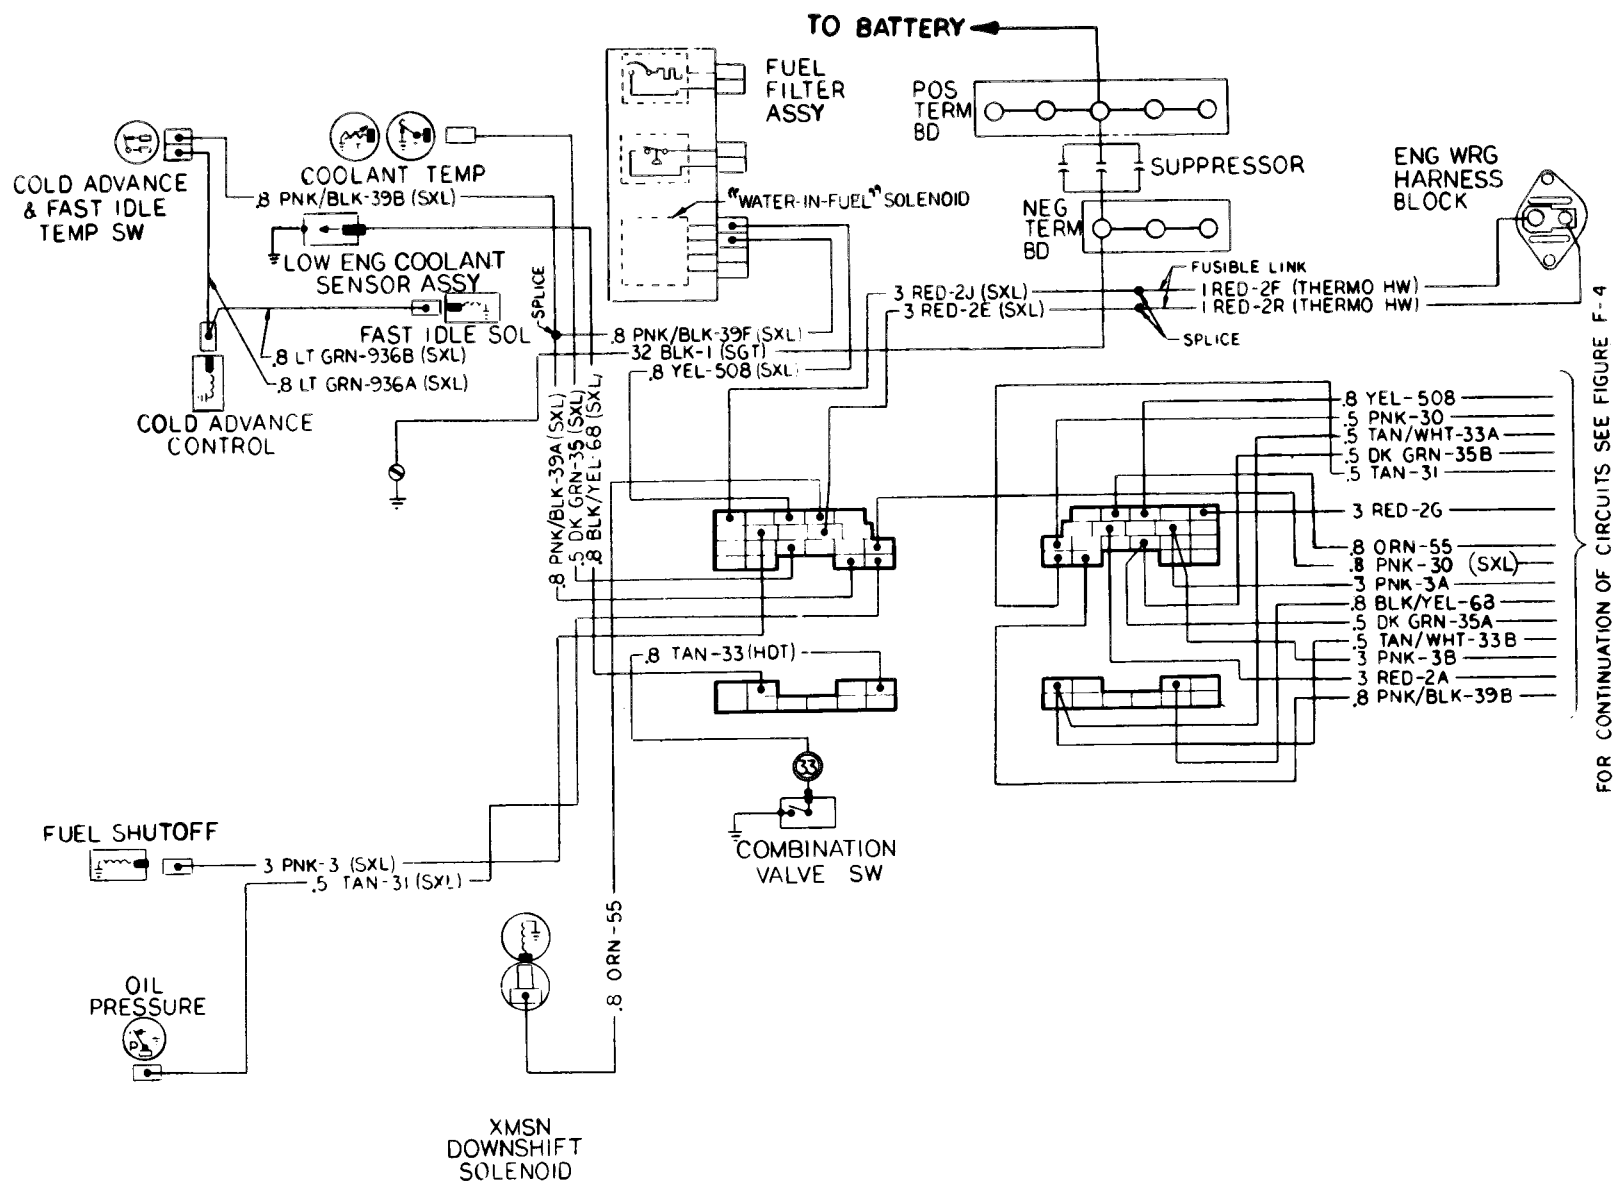 TO BATTERY
FUEL
FILTER
ASSY
POS
TERM
BD
SUPPRESSOR
ENG WRG
HARNESS
BLOCK
COLD ADVANCE
& FAST IDLE
TEMP SW
COOLANT TEMP
.8 PNK/BLK-39B (SXL)
"WATER-IN-FUEL" SOLENOID
NEG
TERM
BD
LOW ENG COOLANT
SENSOR ASSY
SPLICE
FUSIBLE LINK
3 RED-2J (SXL)
1 RED-2F (THERMO HW)
3 RED-2E (SXL)
1 RED-2R (THERMO HW)
SPLICE
FAST IDLE SOL
.8 PNK/BLK-39F (SXL)
32 BLK-1 (SGT)
.8 YEL-508 (SXL)
.8 LT GRN-936B (SXL)
.8 LT GRN-936A (SXL)
COLD ADVANCE
CONTROL
.8 PNK/BLK-39A (SXL)
.5 DK GRN-35 (SXL)
.8 BLK/YEL-68 (SXL)
.8 YEL-508
.5 PNK-30
.5 TAN/WHT-33A
.5 DK GRN-35B
.5 TAN-31
3 RED-2G
.8 ORN-55
.8 PNK-30 (SXL)
3 PNK-3A
.8 BLK/YEL-68
.5 DK GRN-35A
.5 TAN/WHT-33B
3 PNK-3B
3 RED-2A
.8 PNK/BLK-39B
FOR CONTINUATION OF CIRCUITS SEE FIGURE F-4
.8 TAN-33 (HDT)
33
COMBINATION
VALVE SW
FUEL SHUTOFF
3 PNK-3 (SXL)
.5 TAN-31 (SXL)
.8 ORN-55
OIL
PRESSURE
P
XMSN
DOWNSHIFT
SOLENOID